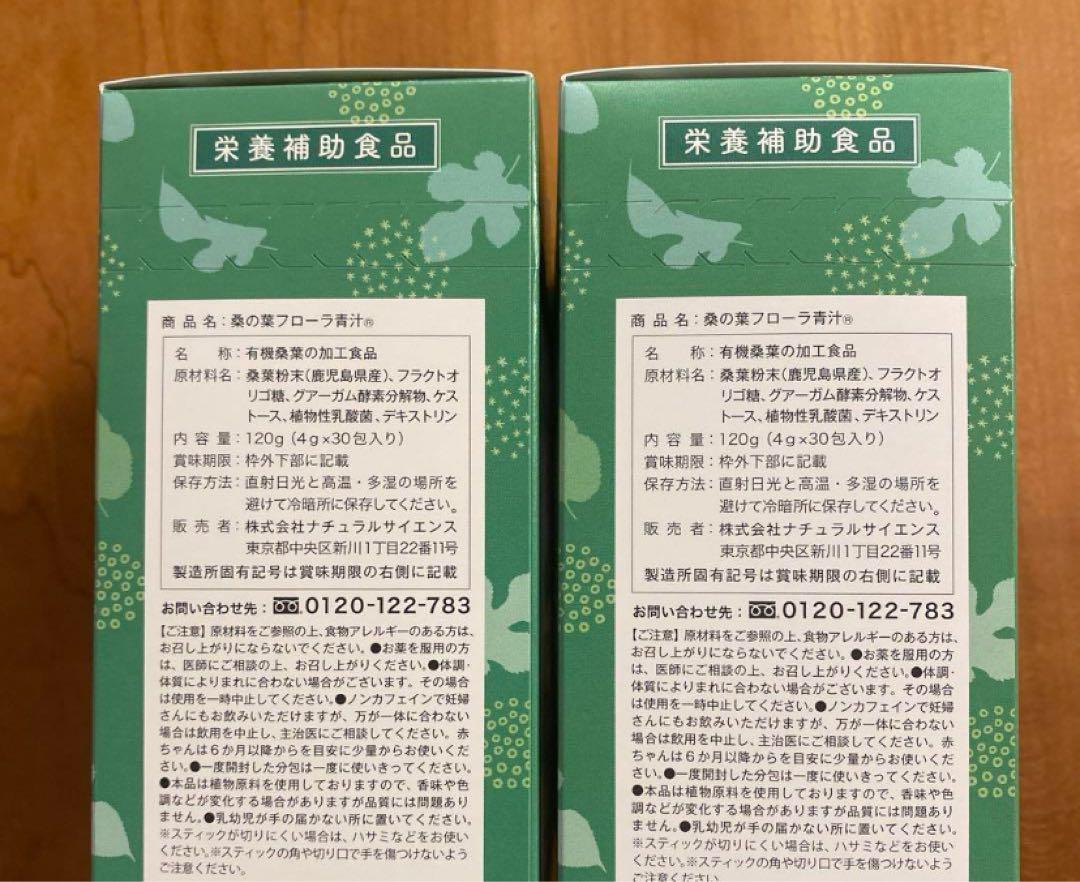 栄養補助食品
商品名：桑の葉フローラ青汁®
名　称：有機桑葉の加工食品
原材料名：桑葉粉末（鹿児島県産）、フラクトオ
リゴ糖、グアーガム酵素分解物、ケス
トース、植物性乳酸菌、デキストリン
内容量：120g（4g×30包入り）
賞味期限：枠外下部に記載
保存方法：直射日光と高温・多湿の場所を
避けて冷暗所に保存してください。
販売者：株式会社ナチュラルサイエンス
東京都中央区新川1丁目22番11号
製造所固有記号は賞味期限の右側に記載
お問い合わせ先：0120-122-783
【ご注意】原材料をご参照の上、食物アレルギーのある方は、
お召し上がりにならないでください。●お薬を服用の方
は、医師にご相談の上、お召し上がりください。●体調・
体質によりまれに合わない場合がございます。その場合
は使用を一時中止してください。●ノンカフェインで妊婦
さんにもお飲みいただけますが、万が一体に合わない
場合は飲用を中止し、主治医にご相談してください。赤
ちゃんは6か月以降からを目安に少量からお使いくだ
さい。●一度開封した分包は一度に使いきってください。
●本品は植物原料を使用しておりますので、香味や色
調などが変化する場合がありますが品質には問題あり
ません。●乳幼児が手の届かない所に置いてください。
※スティックが切りにくい場合は、ハサミなどをお使い
ください。※スティックの角や切り口で手を傷つけないよう
ご注意ください。
栄養補助食品
商品名：桑の葉フローラ青汁®
名　称：有機桑葉の加工食品
原材料名：桑葉粉末（鹿児島県産）、フラクトオ
リゴ糖、グアーガム酵素分解物、ケス
トース、植物性乳酸菌、デキストリン
内容量：120g（4g×30包入り）
賞味期限：枠外下部に記載
保存方法：直射日光と高温・多湿の場所を
避けて冷暗所に保存してください。
販売者：株式会社ナチュラルサイエンス
東京都中央区新川1丁目22番11号
製造所固有記号は賞味期限の右側に記載
お問い合わせ先：0120-122-783
【ご注意】原材料をご参照の上、食物アレルギーのある方は、
お召し上がりにならないでください。●お薬を服用の方
は、医師にご相談の上、お召し上がりください。●体調・
体質によりまれに合わない場合がございます。その場合
は使用を一時中止してください。●ノンカフェインで妊婦
さんにもお飲みいただけますが、万が一体に合わない
場合は飲用を中止し、主治医にご相談してください。赤
ちゃんは6か月以降からを目安に少量からお使いくだ
さい。●一度開封した分包は一度に使いきってください。
●本品は植物原料を使用しておりますので、香味や色
調などが変化する場合がありますが品質には問題あり
ません。●乳幼児が手の届かない所に置いてください。
※スティックが切りにくい場合は、ハサミなどをお使い
ください。※スティックの角や切り口で手を傷つけないよう
ご注意ください。